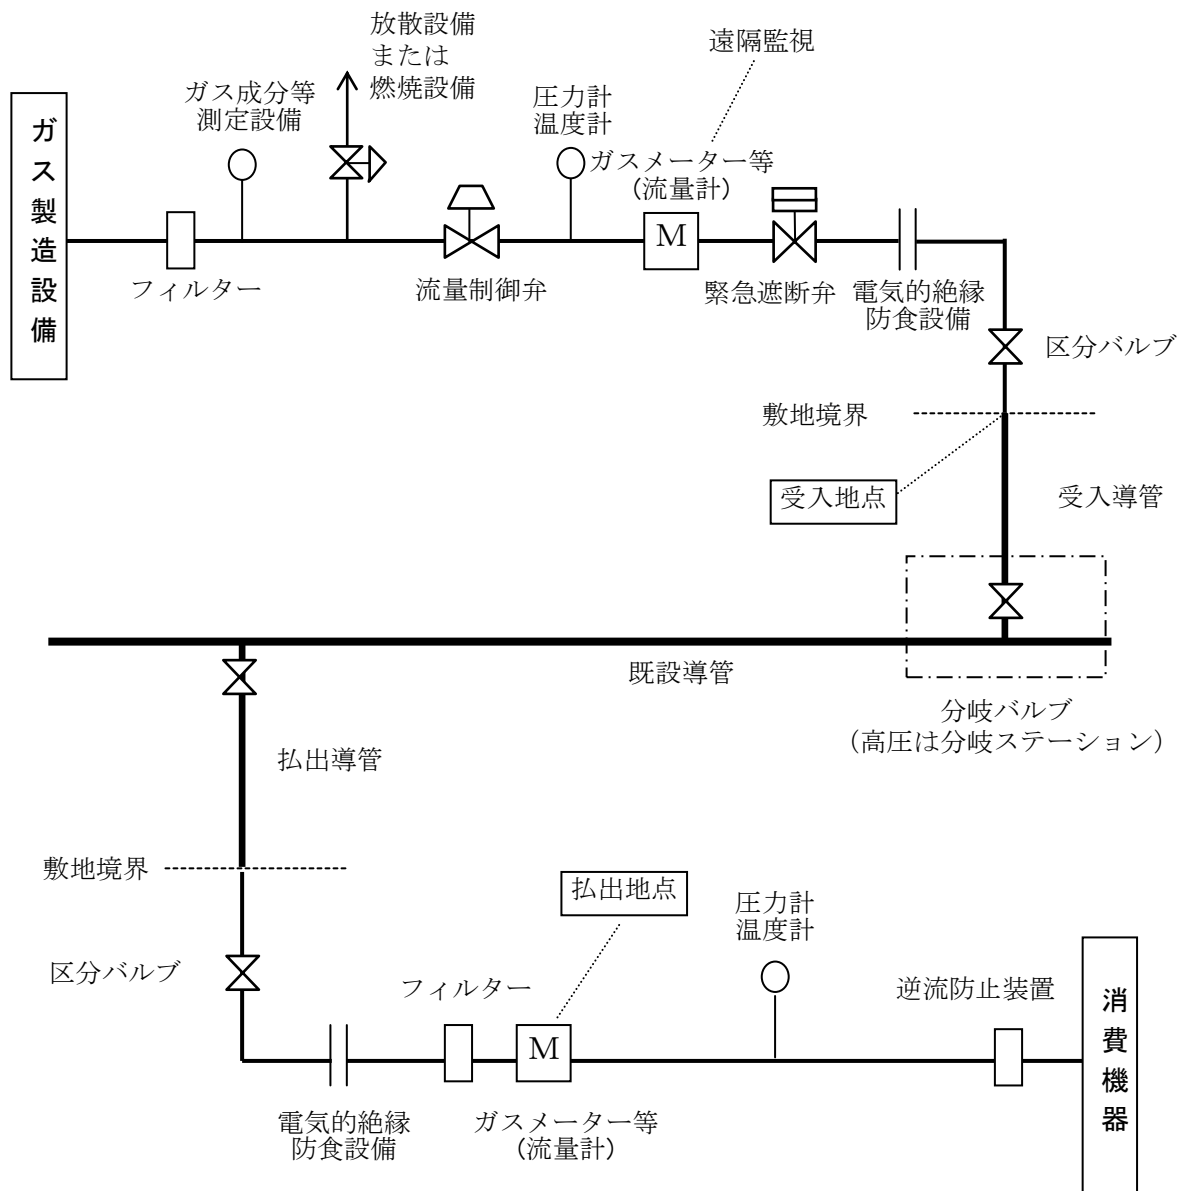 放散設備
または
燃焼設備
遠隔監視
ガス成分等
測定設備
圧力計
温度計
ガスメーター等
(流量計)
ガス製造設備
M
フィルター
流量制御弁
緊急遮断弁
電気的絶縁
防食設備
区分バルブ
敷地境界
受入地点
受入導管
既設導管
分岐バルブ
(高圧は分岐ステーション)
払出導管
敷地境界
払出地点
圧力計
温度計
区分バルブ
フィルター
逆流防止装置
消費機器
M
電気的絶縁
防食設備
ガスメーター等
(流量計)